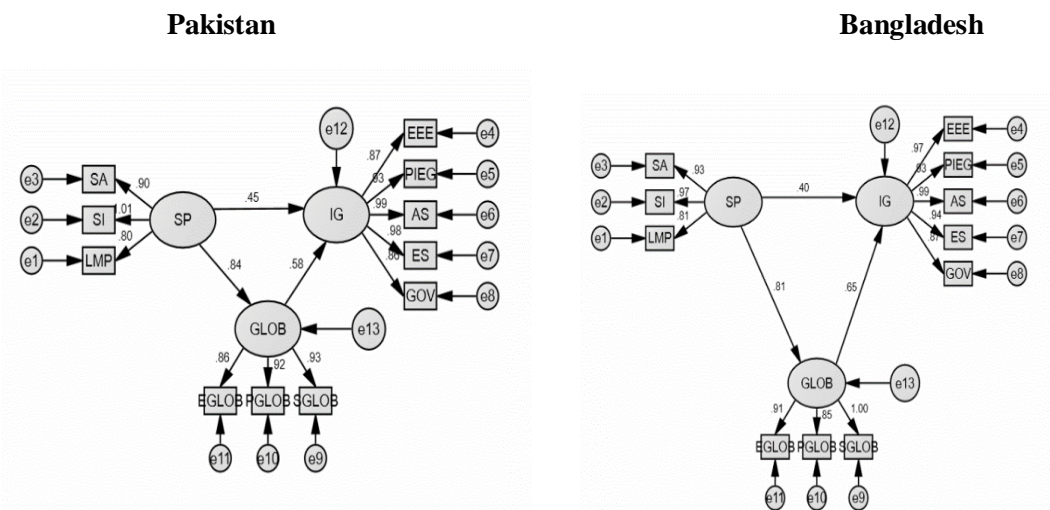 Pakistan
e12
EEE
e4
.87
e3
SA
.90
PIEG
e5
.93
.45
SP
IG
.99
AS
e6
e2
SI
1.01
.98
ES
e7
e1
LMP
.80
.84
.58
GOV
e8
GLOB
e13
.86
.92
.93
EGLOB
PGLOB
SGLOB
e11
e10
e9
Bangladesh
e12
EEE
e4
.97
e3
SA
.93
PIEG
e5
.93
.40
SP
IG
.99
AS
e6
e2
SI
.97
.94
ES
e7
e1
LMP
.81
.87
GOV
e8
.81
.65
GLOB
e13
.91
.85
1.00
EGLOB
PGLOB
SGLOB
e11
e10
e9